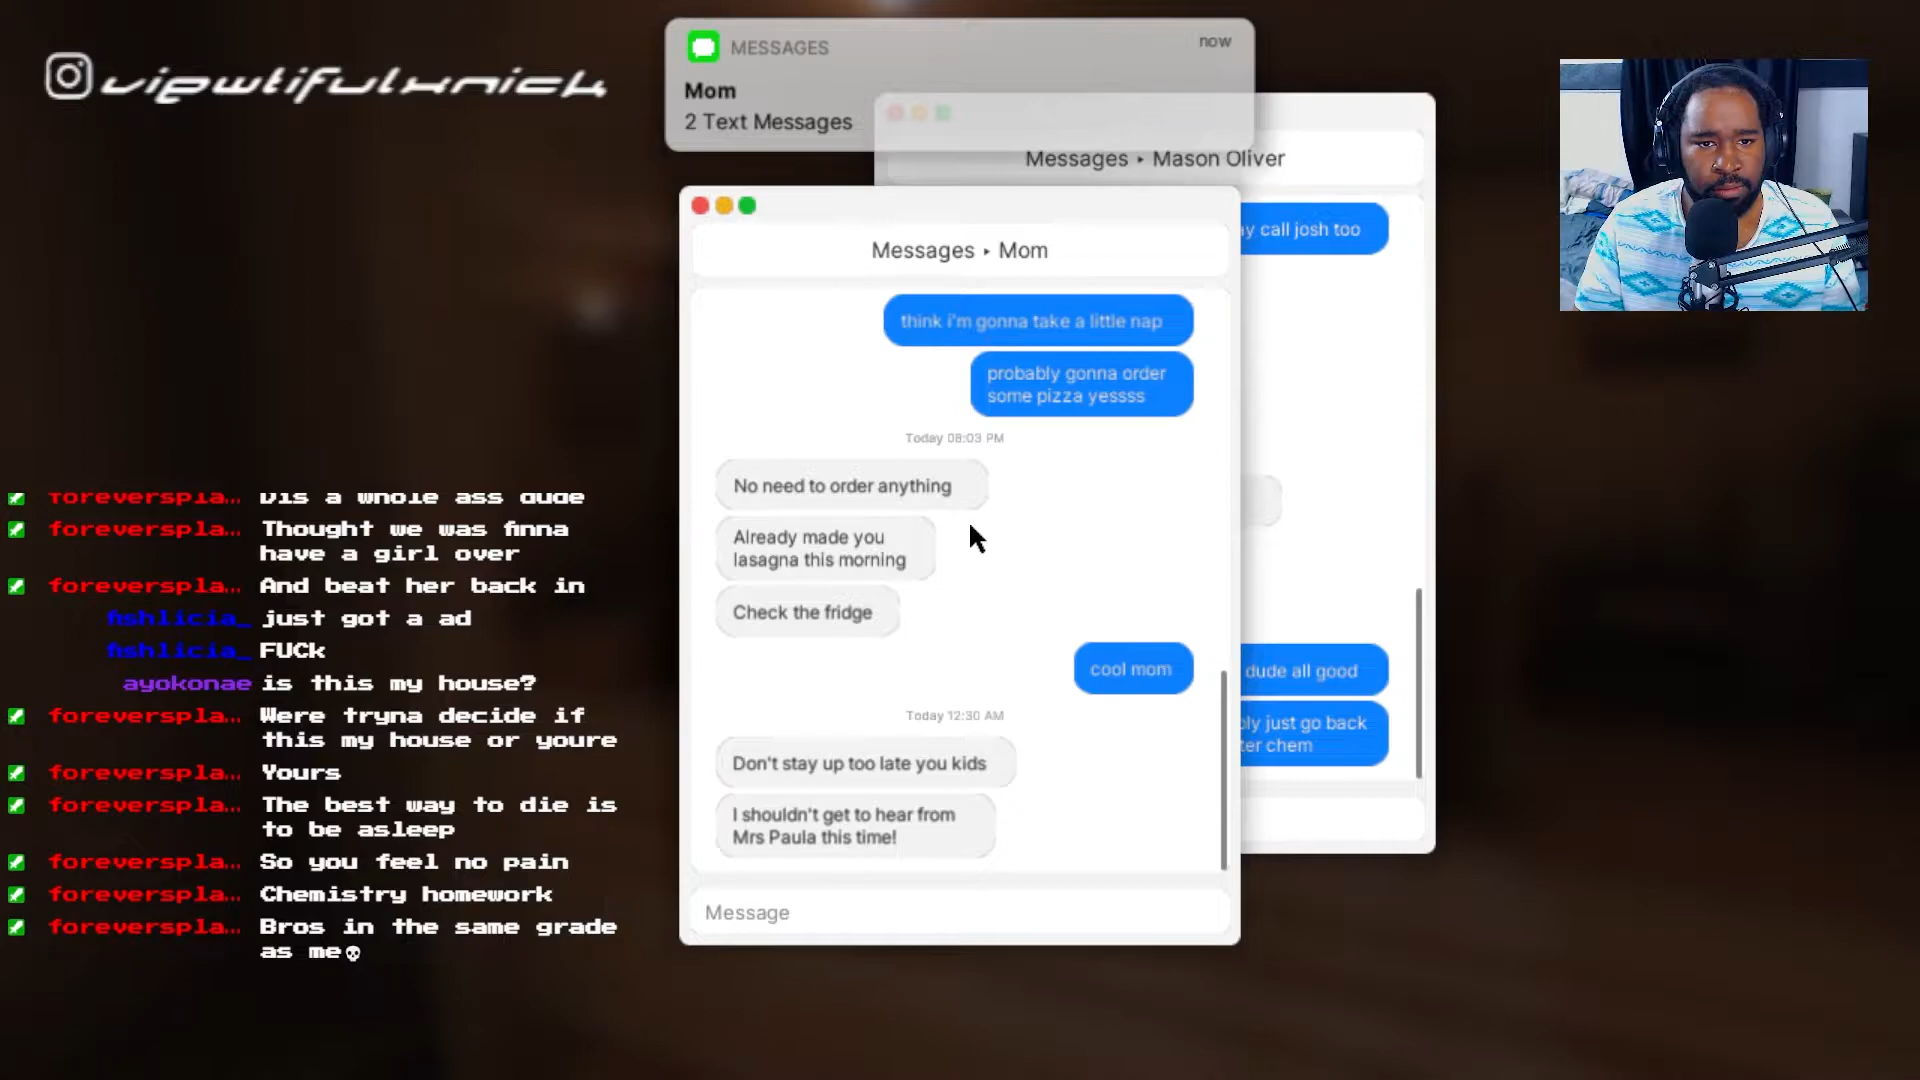 viewtifulxnick
MESSAGES
now
Mom
2 Text Messages
Messages ‣ Mason Oliver
ay call josh too
dude all good
bly just go back
ter chem
Messages ‣ Mom
think i'm gonna take a little nap
probably gonna order
some pizza yessss
Today 08:03 PM
No need to order anything
Already made you
lasagna this morning
Check the fridge
cool mom
Today 12:30 AM
Don't stay up too late you kids
I shouldn't get to hear from
Mrs Paula this time!
Message
foreverspla... Dis a whole ass dude
foreverspla... Thought we was finna
have a girl over
foreverspla... And beat her back in
fishlicia_ just got a ad
fishlicia_ FUCk
ayokonae is this my house?
foreverspla... Were tryna decide if
this my house or youre
foreverspla... Yours
foreverspla... The best way to die is
to be asleep
foreverspla... So you feel no pain
foreverspla... Chemistry homework
foreverspla... Bros in the same grade
as me💀